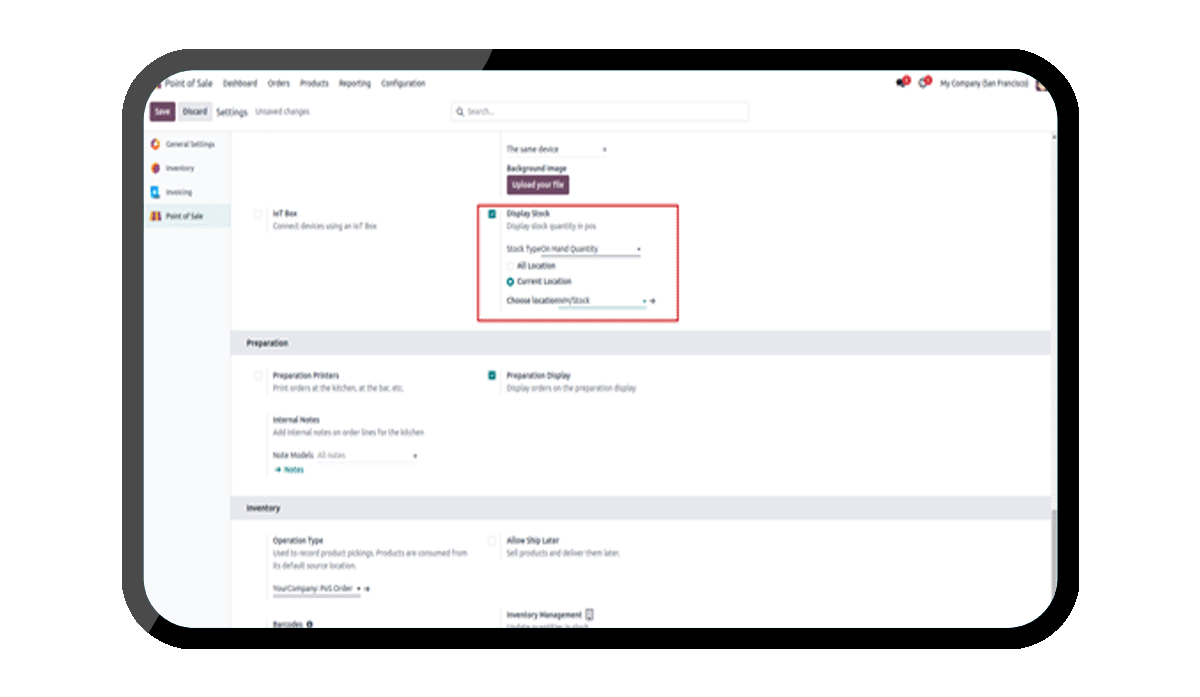 Point of Sale Dashboard Orders Products Reporting Configuration My Company (San Francisco)
Save Discard Settings Unsaved changes Search...
General Settings
Inventory
Invoicing
Point of Sale
The same device
Background Image
Upload your file
IoT Box
Connect devices using an IoT Box
Display Stock
Display stock quantity in pos
Stock TypeOn Hand Quantity
All Location
Current Location
Choose location/Stock
Preparation
Preparation Printers
Print orders at the kitchen, at the bar, etc.
Preparation Display
Display orders on the preparation display
Internal Notes
Add internal notes on order lines for the kitchen
Note Models All notes
Notes
Inventory
Operation Type
Used to record product pickings. Products are consumed from
its default source location.
YourCompany: PoS Order
Allow Ship Later
Sell products and deliver them later.
Barcodes
Inventory Management
Update quantities in stock